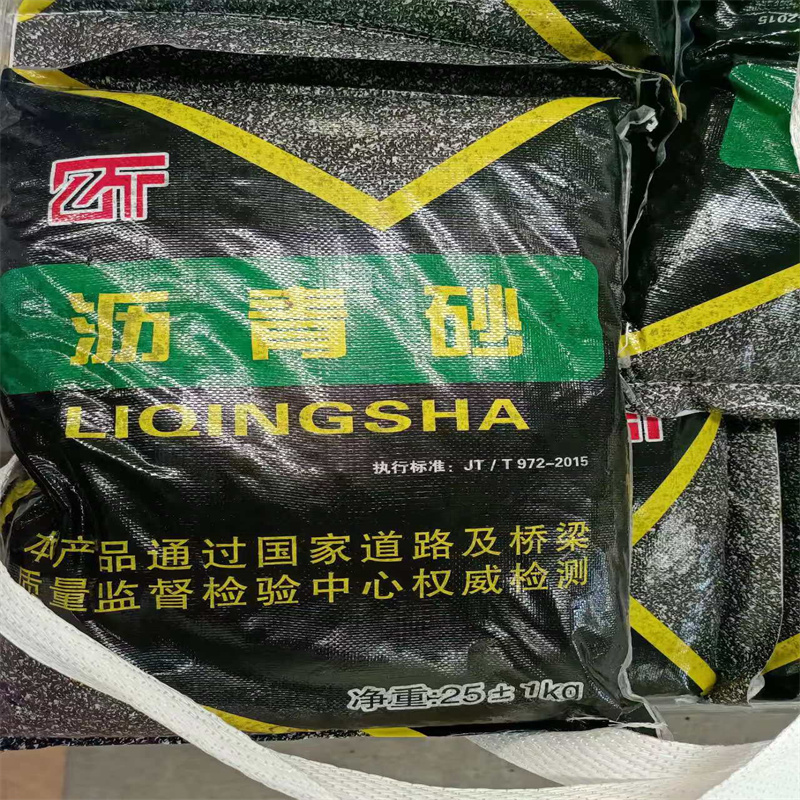 2015
ZT
沥青砂
LIQINGSHA
执行标准：JT / T 972-2015
本产品通过国家道路及桥梁
质量监督检验中心权威检测
净重:25±1kg